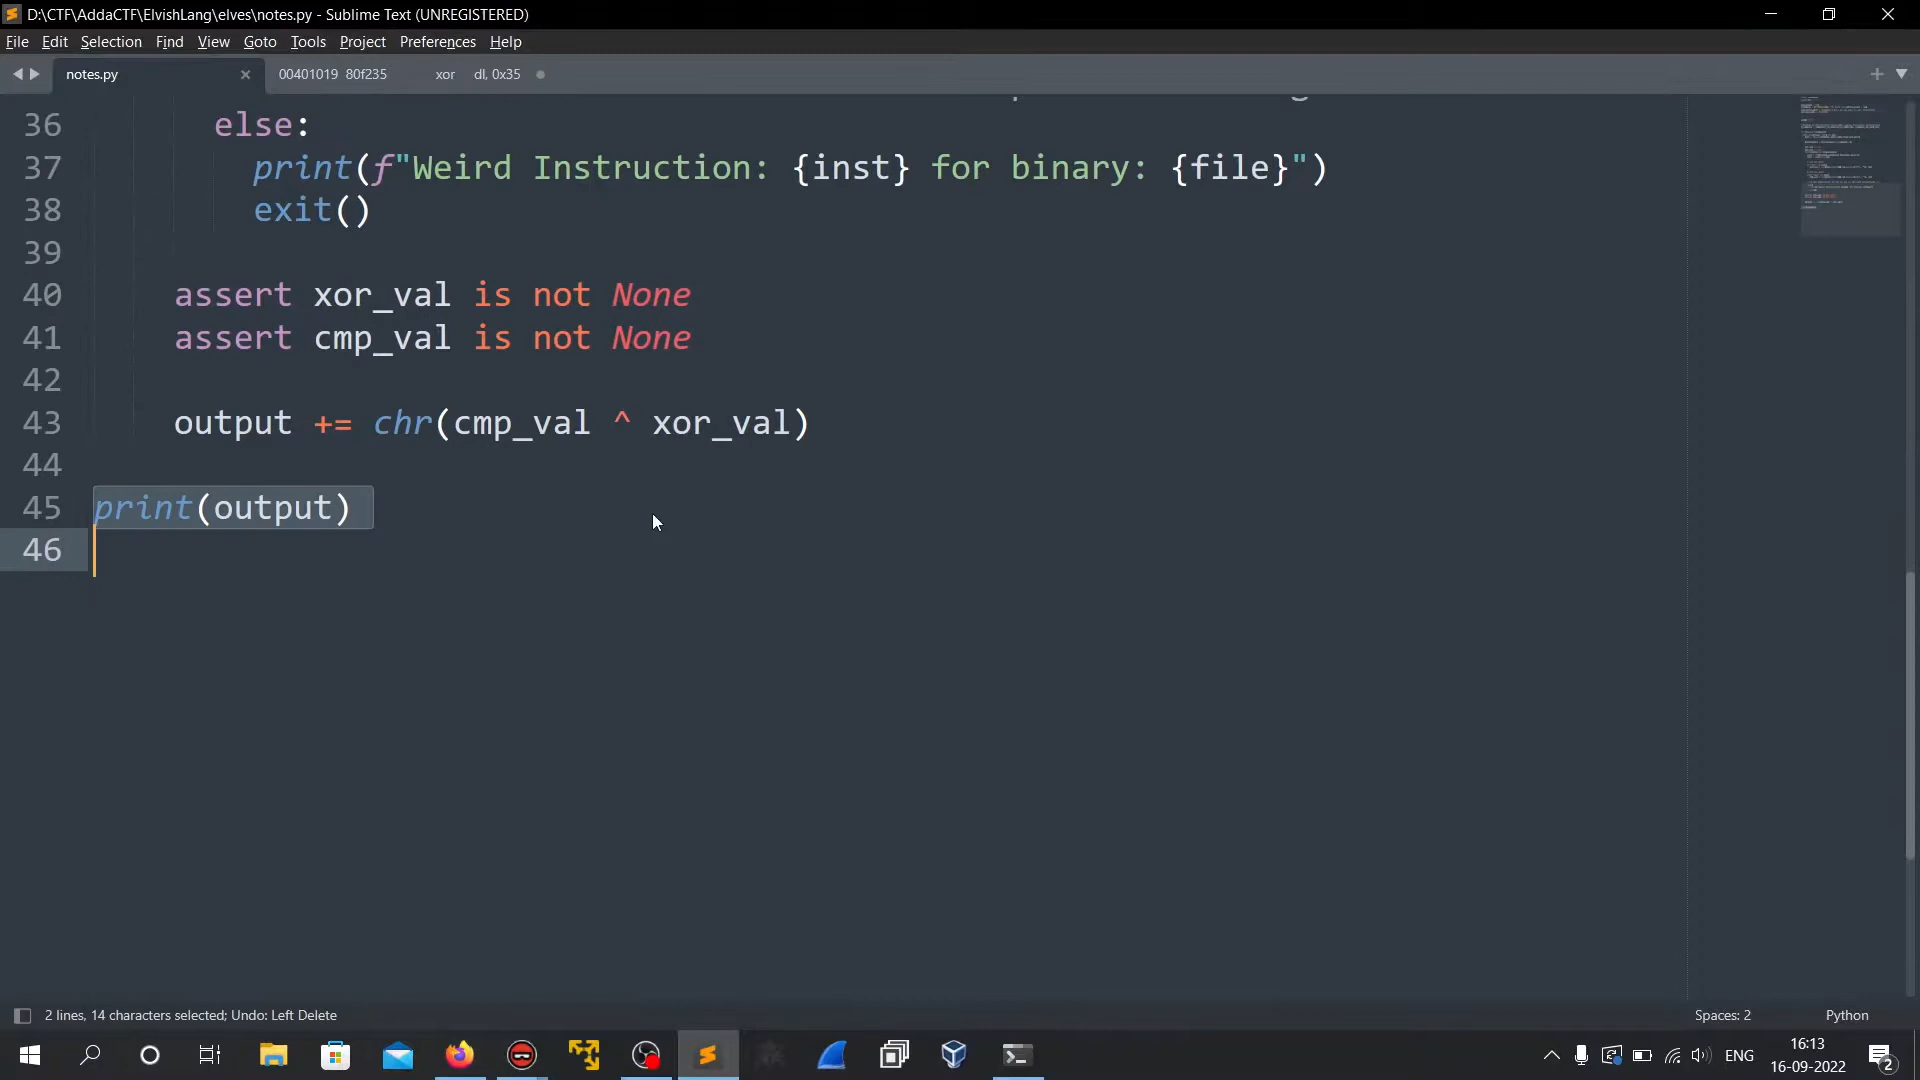 D:\CTF\AddaCTF\ElvishLang\elves\notes.py - Sublime Text (UNREGISTERED)
File Edit Selection Find View Goto Tools Project Preferences Help
notes.py 00401019 80f235 xor dl, 0x35
36 else:
37 print(f"Weird Instruction: {inst} for binary: {file}")
38 exit()
39
40 assert xor_val is not None
41 assert cmp_val is not None
42
43 output += chr(cmp_val ^ xor_val)
44
45 print(output)
46
2 lines, 14 characters selected; Undo: Left Delete Spaces: 2 Python
ENG 16:13
16-09-2022 2